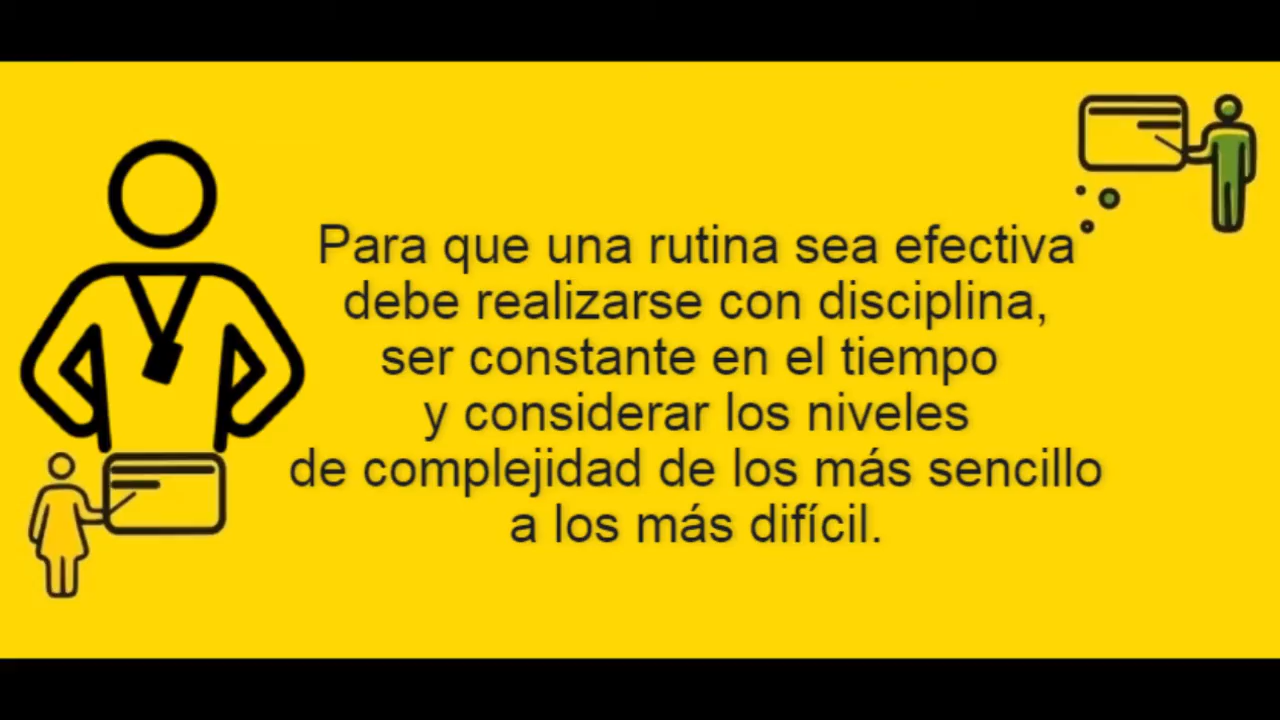 Para que una rutina sea efectiva
debe realizarse con disciplina,
ser constante en el tiempo
y considerar los niveles
de complejidad de los más sencillo
a los más difícil.